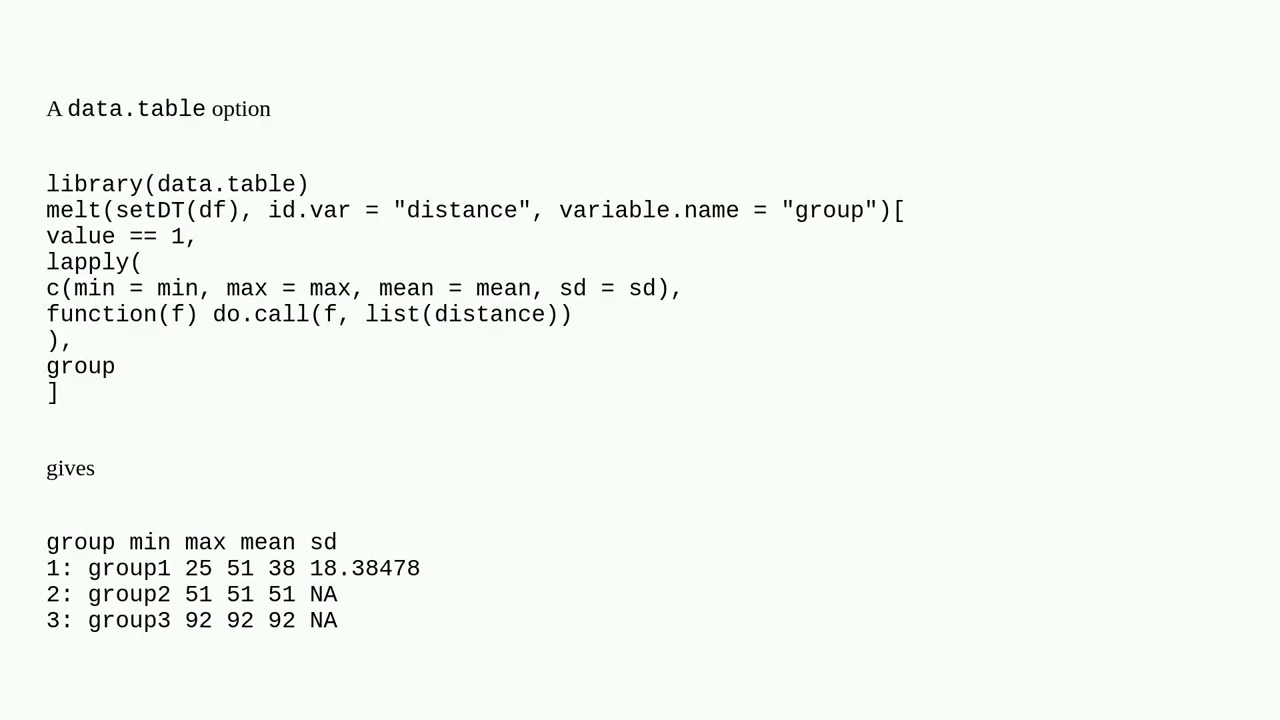 A data.table option
library(data.table)
melt(setDT(df), id.var = "distance", variable.name = "group")[
value == 1,
lapply(
c(min = min, max = max, mean = mean, sd = sd),
function(f) do.call(f, list(distance))
),
group
]
gives
group min max mean sd
1: group1 25 51 38 18.38478
2: group2 51 51 51 NA
3: group3 92 92 92 NA